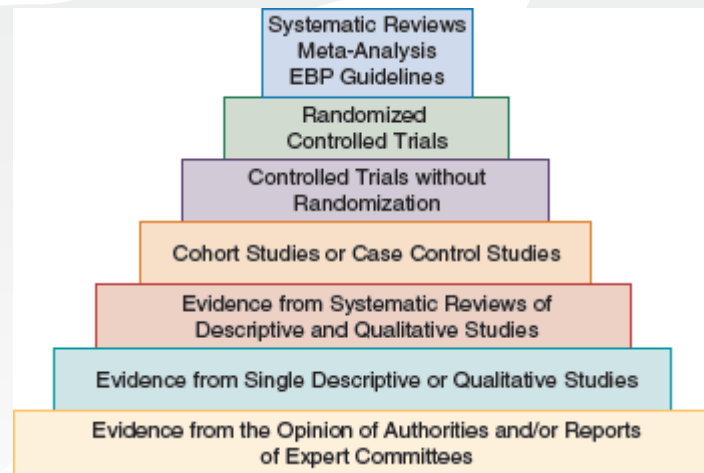 Systematic Reviews
Meta-Analysis
EBP Guidelines
Randomized
Controlled Trials
Controlled Trials without
Randomization
Cohort Studies or Case Control Studies
Evidence from Systematic Reviews of
Descriptive and Qualitative Studies
Evidence from Single Descriptive or Qualitative Studies
Evidence from the Opinion of Authorities and/or Reports
of Expert Committees